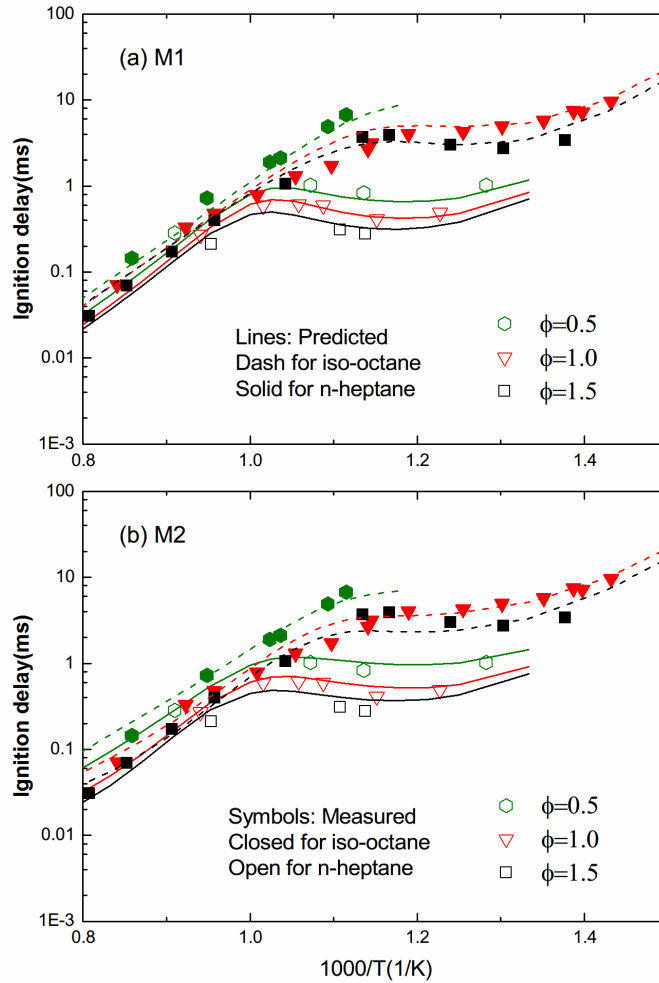 100
(a) M1
10
1
0.1
0.01
1E-3
Ignition delay(ms)
Lines: Predicted
Dash for iso-octane
Solid for n-heptane
ϕ=0.5
ϕ=1.0
ϕ=1.5
0.8 1.0 1.2 1.4
100
(b) M2
10
1
0.1
0.01
1E-3
Ignition delay(ms)
Symbols: Measured
Closed for iso-octane
Open for n-heptane
ϕ=0.5
ϕ=1.0
ϕ=1.5
0.8 1.0 1.2 1.4
1000/T(1/K)